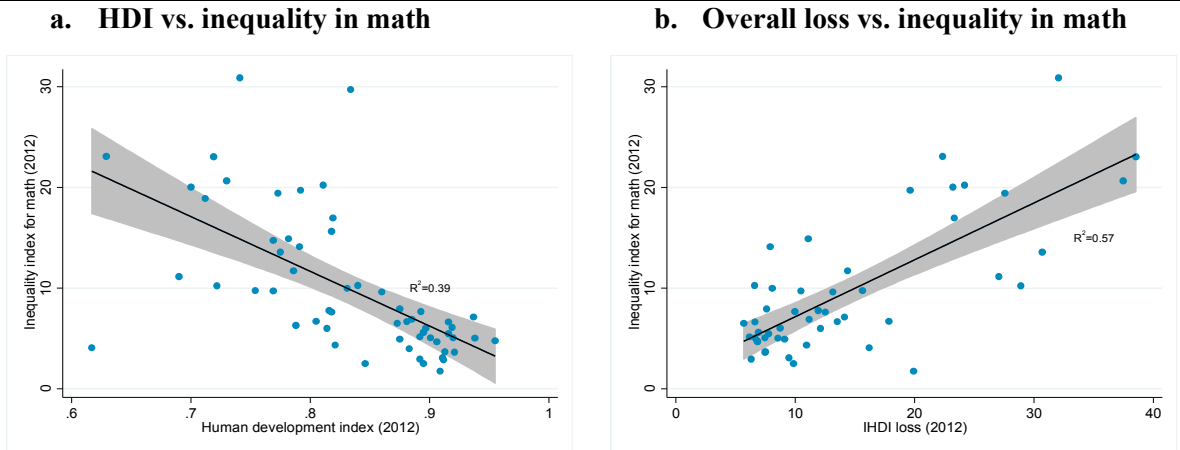 a. HDI vs. inequality in math
Inequality index for math (2012)
30
20
10
0
R²=0.39
.6 .7 .8 .9 1
Human development index (2012)
b. Overall loss vs. inequality in math
Inequality index for math (2012)
30
20
10
0
R²=0.57
0 10 20 30 40
IHDI loss (2012)